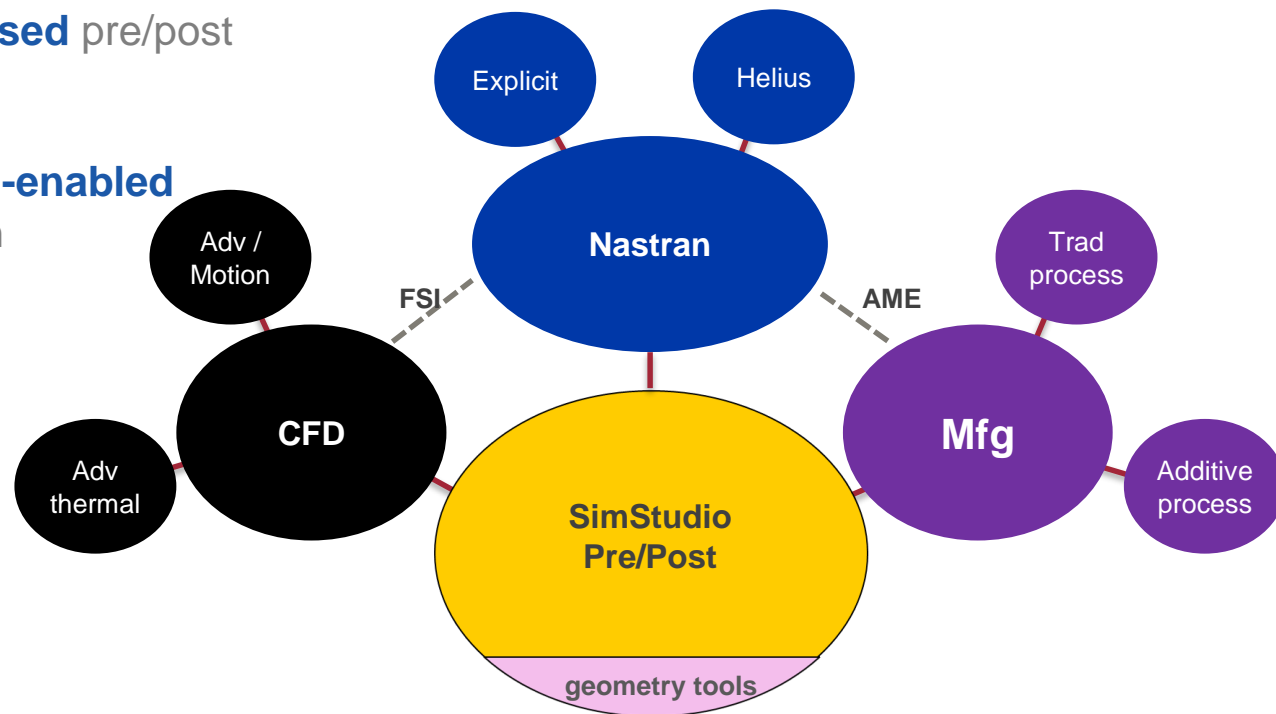 sed pre/post
-enabled
Explicit
Helius
Nastran
Adv /
Motion
FSI
AME
Trad
process
CFD
Mfg
Adv
thermal
Additive
process
SimStudio
Pre/Post
geometry tools